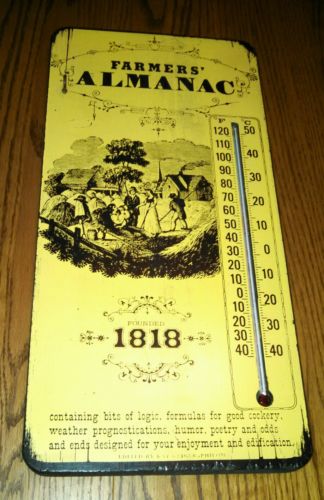 FARMERS'
ALMANAC
F C
120 50
110
100 40
90
80 30
70
60 20
50
40 10
30
20 0
10
0 10
10
20 20
30 30
40 40
FOUNDED
1818
containing bits of logic, formulas for good cookery,
weather prognostications, humor, poetry and odds
and ends designed for your enjoyment and edification.
EDITED BY